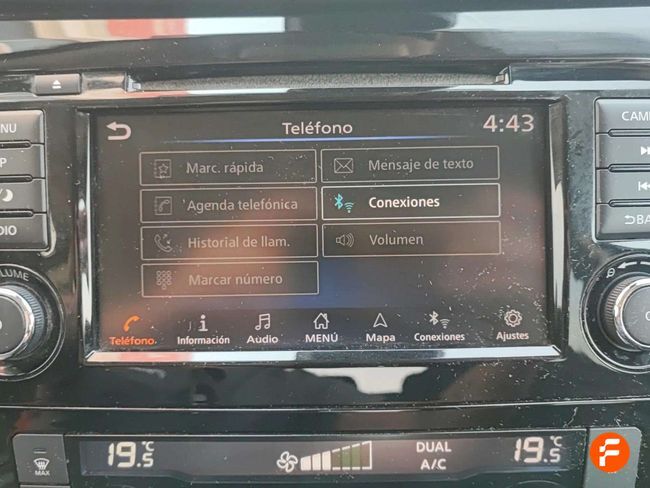 Teléfono 4:43
Marc. rápida Mensaje de texto
Agenda telefónica Conexiones
Historial de llam. Volumen
Marcar número
Teléfono Información Audio MENÚ Mapa Conexiones Ajustes
19.5°C DUAL 19.5°C
MAX A/C